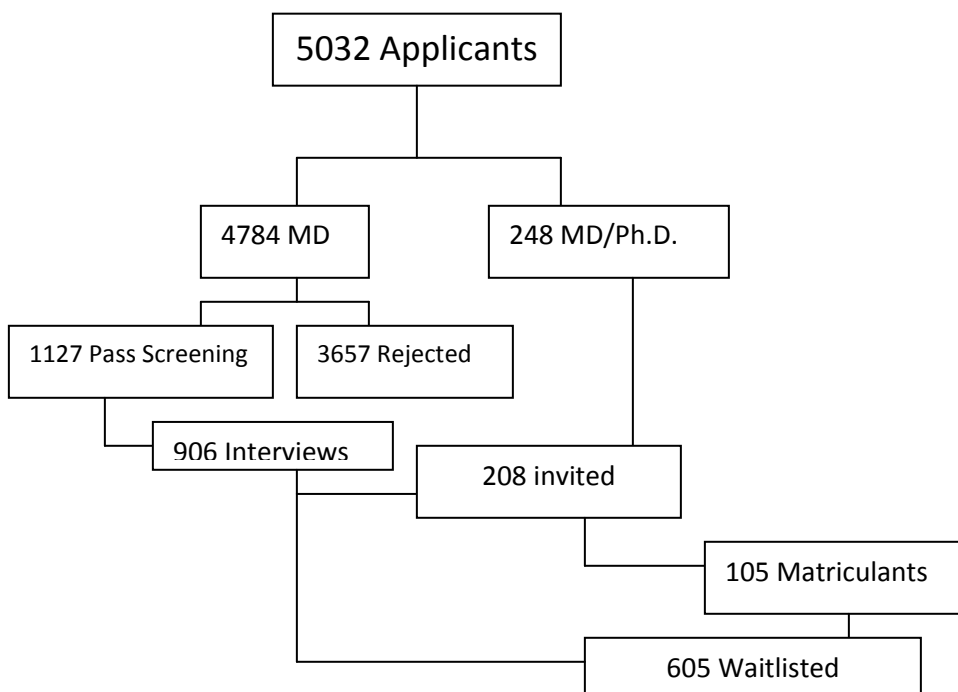 5032 Applicants
4784 MD
248 MD/Ph.D.
1127 Pass Screening
3657 Rejected
906 Interviews
208 invited
105 Matriculants
605 Waitlisted